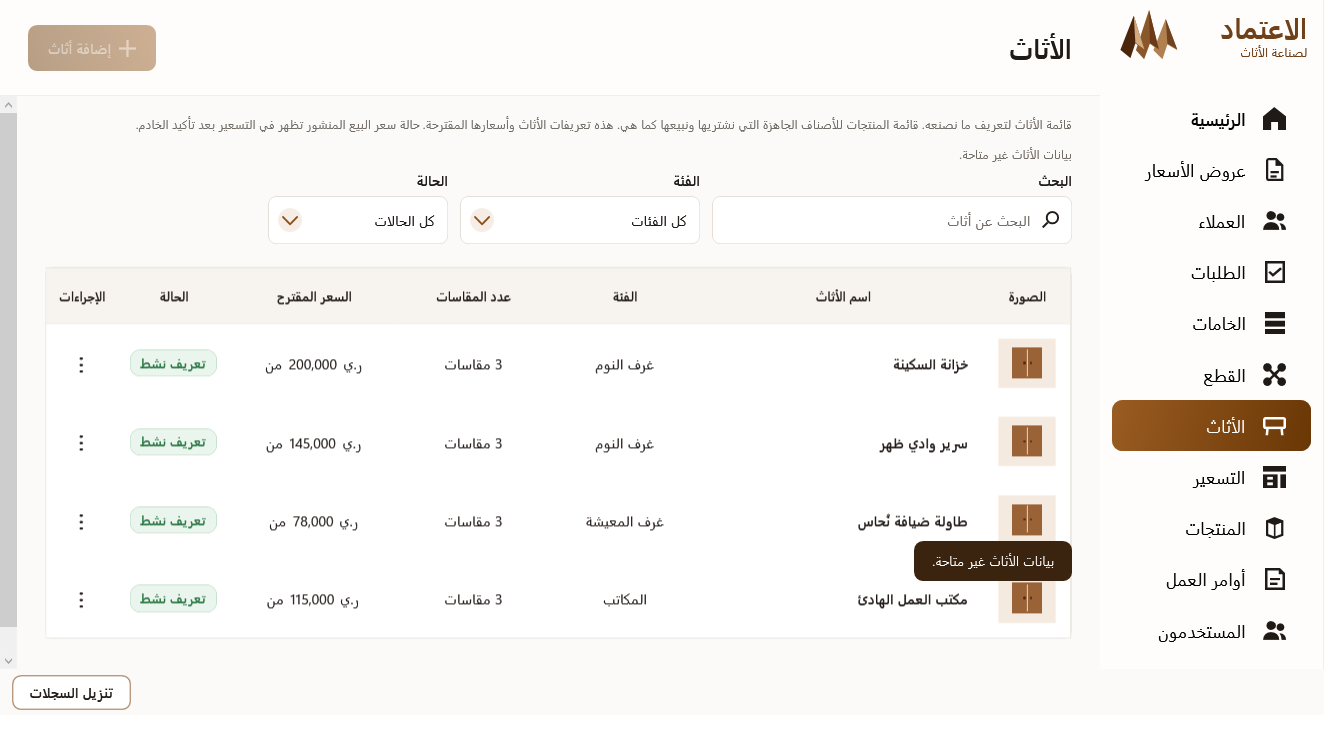 الاعتماد
لصناعة الأثاث
الرئيسية
عروض الأسعار
العملاء
الطلبات
الخامات
القطع
الأثاث
التسعير
المنتجات
أوامر العمل
المستخدمون
الأثاث
إضافة أثاث
قائمة الأثاث لتعريف ما نصنعه. قائمة المنتجات للأصناف الجاهزة التي نشتريها ونبيعها كما هي. هذه تعريفات الأثاث وأسعارها المقترحة. حالة سعر البيع المنشور تظهر في التسعير بعد تأكيد الخادم.
بيانات الأثاث غير متاحة.
البحث الفئة الحالة
البحث عن أثاث كل الفئات كل الحالات
الصورة اسم الأثاث الفئة عدد المقاسات السعر المقترح الحالة الإجراءات
خزانة السكينة غرف النوم 3 مقاسات من 200,000 ر.ي تعريف نشط
سرير وادي ظهر غرف النوم 3 مقاسات من 145,000 ر.ي تعريف نشط
طاولة ضيافة نُحاس غرف المعيشة 3 مقاسات من 78,000 ر.ي تعريف نشط
بيانات الأثاث غير متاحة.
مكتب العمل الهادئ المكاتب 3 مقاسات من 115,000 ر.ي تعريف نشط
تنزيل السجلات